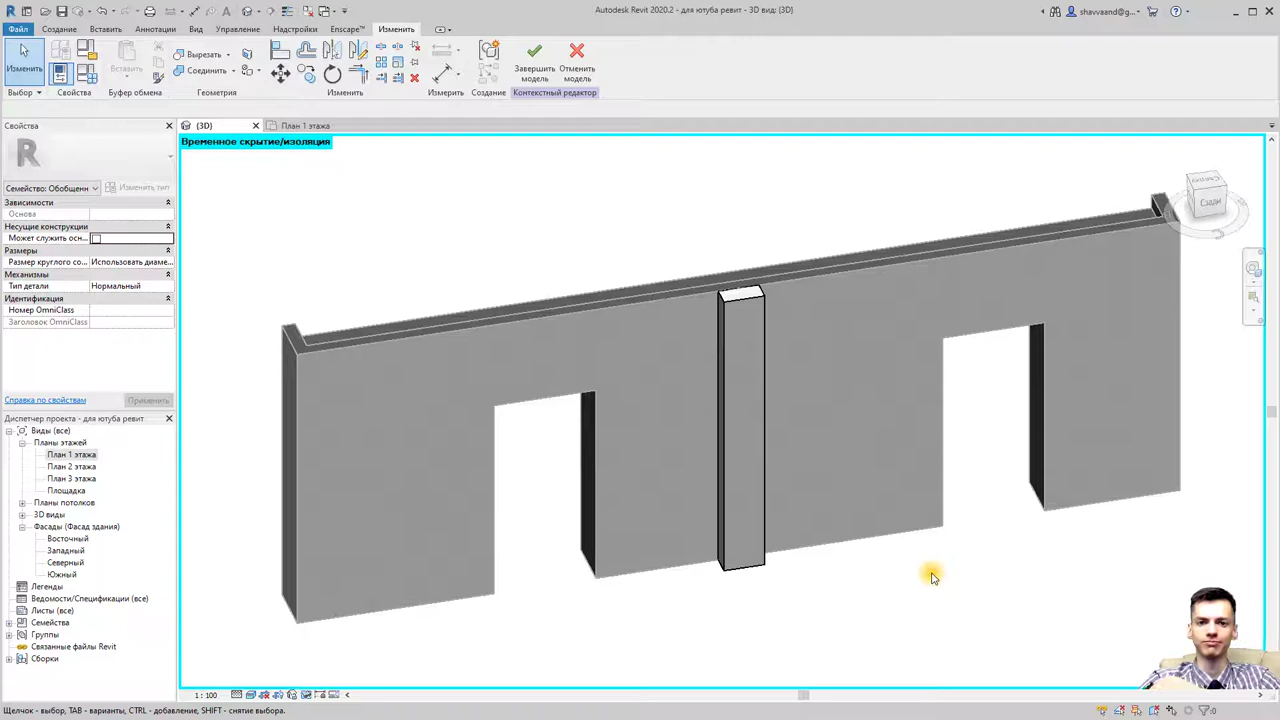 Autodesk Revit 2020.2 - для ютуба ревит - 3D вид: {3D}
shavvaand@g...
Файл
Создание
Вставить
Аннотации
Вид
Управление
Надстройки
Enscape™
Изменить
Изменить
Вставить
Вырезать
Соединить
Завершить
модель
Отменить
модель
Выбор
Свойства
Буфер обмена
Геометрия
Изменить
Измерить
Создание
Контекстный редактор
Свойства
{3D}
План 1 этажа
Временное скрытие/изоляция
Семейство: Обобщенн
Изменить тип
Зависимости
Основа
Несущие конструкции
Может служить осн...
Размеры
Размер круглого со...
Использовать диаме...
Механизмы
Тип детали
Нормальный
Идентификация
Номер OmniClass
Заголовок OmniClass
Справка по свойствам
Применить
Диспетчер проекта - для ютуба ревит
Виды (все)
Планы этажей
План 1 этажа
План 2 этажа
План 3 этажа
Площадка
Планы потолков
3D виды
Фасады (Фасад здания)
Восточный
Западный
Северный
Южный
Легенды
Ведомости/Спецификации (все)
Листы (все)
Семейства
Группы
Связанные файлы Revit
Сборки
Сзади
1 : 100
Щелчок - выбор, TAB - варианты, CTRL - добавление, SHIFT - снятие выбора.
:0